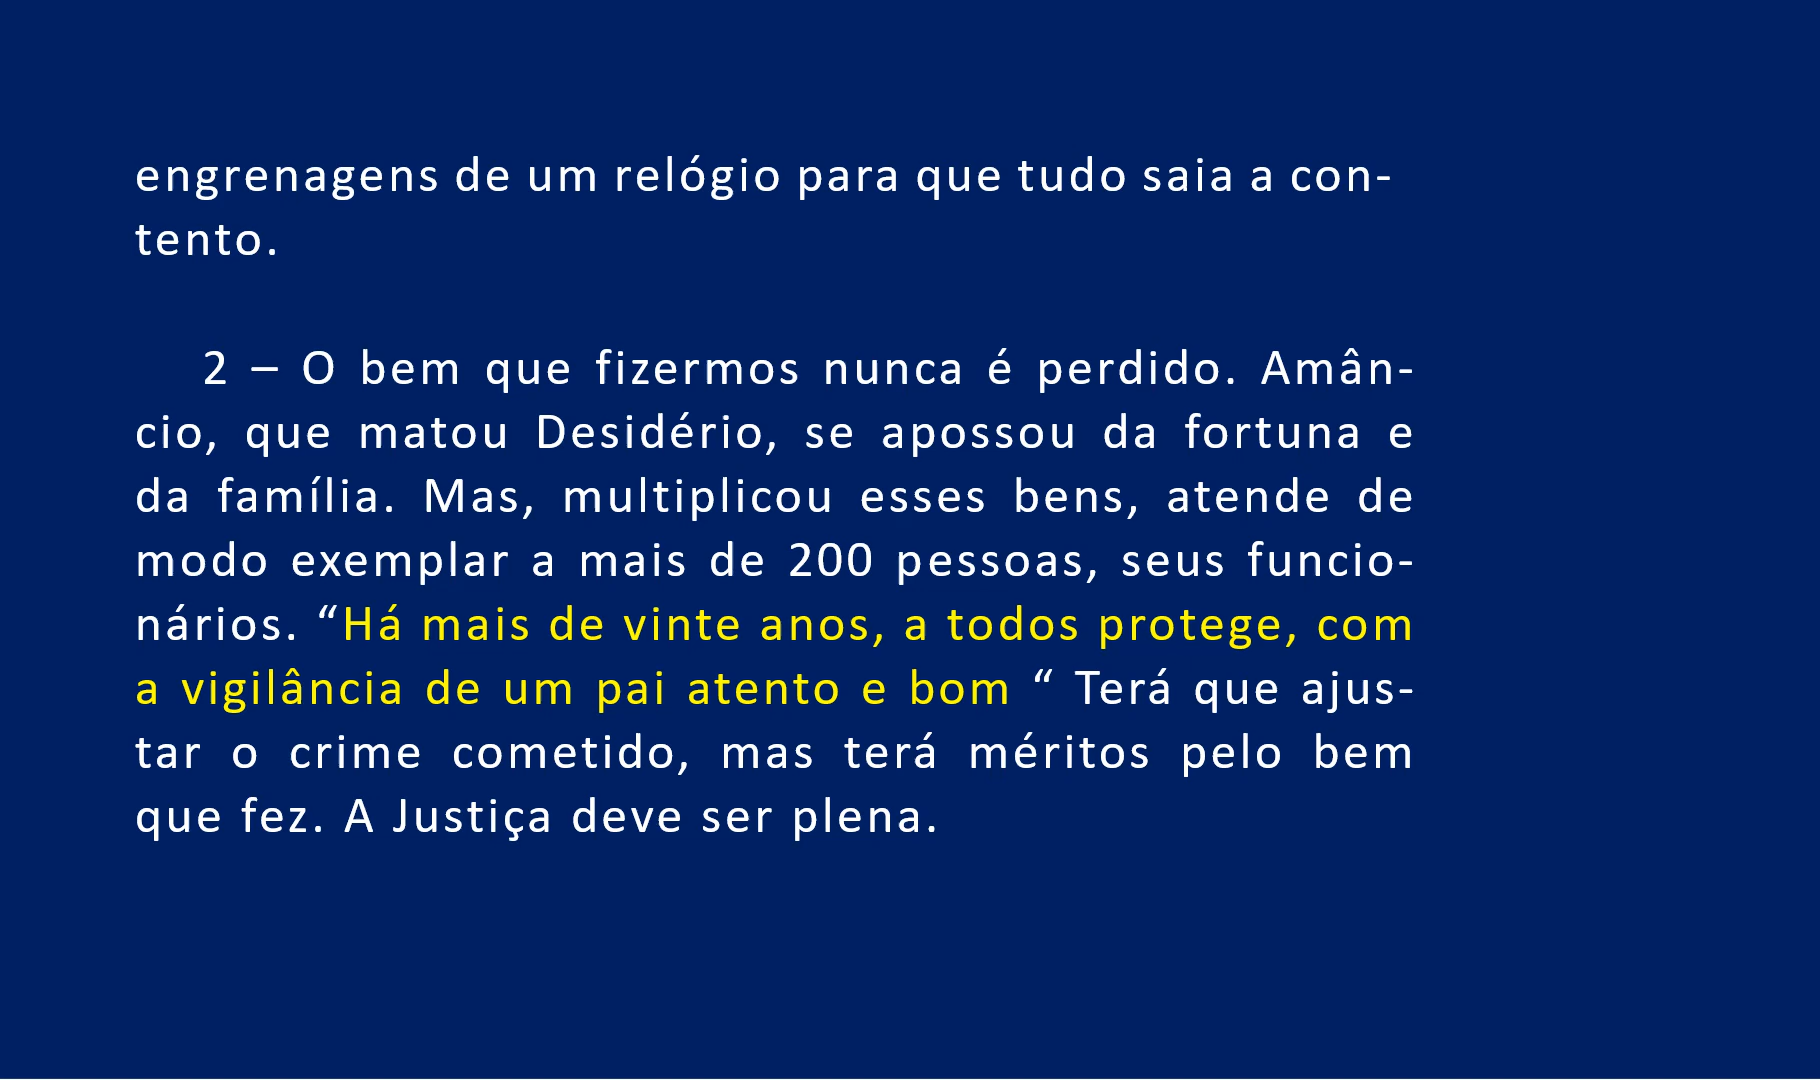 engrenagens de um relógio para que tudo saia a con-
tento.
2 – O bem que fizermos nunca é perdido. Amân-
cio, que matou Desidério, se apossou da fortuna e
da família. Mas, multiplicou esses bens, atende de
modo exemplar a mais de 200 pessoas, seus funcio-
nários. “Há mais de vinte anos, a todos protege, com
a vigilância de um pai atento e bom “ Terá que ajus-
tar o crime cometido, mas terá méritos pelo bem
que fez. A Justiça deve ser plena.